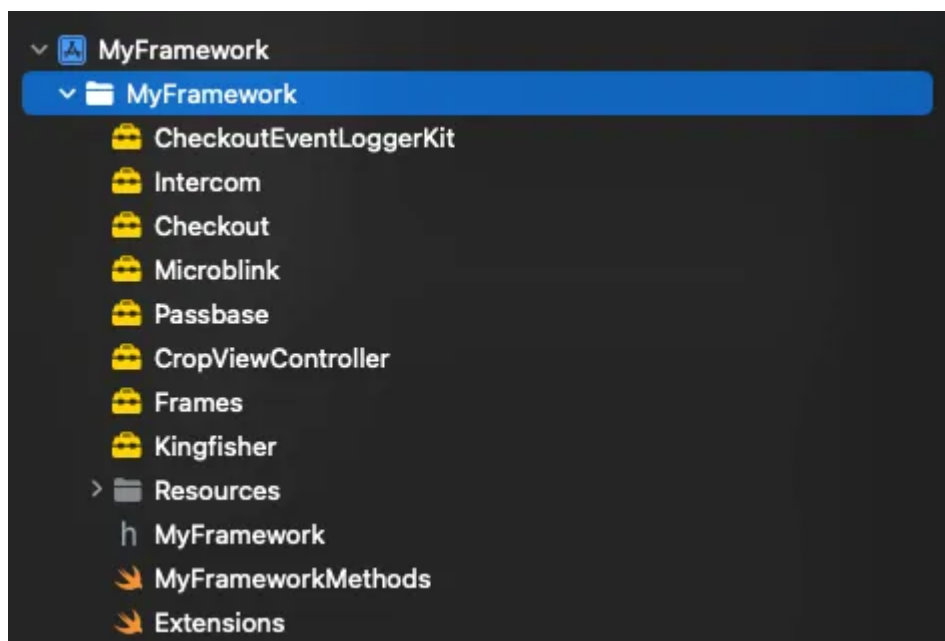 MyFramework
MyFramework
CheckoutEventLoggerKit
Intercom
Checkout
Microblink
Passbase
CropViewController
Frames
Kingfisher
Resources
h MyFramework
MyFrameworkMethods
Extensions